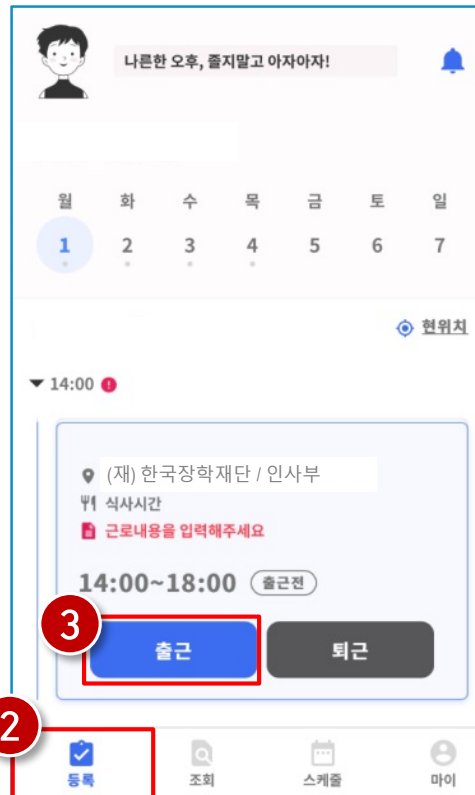 나른한 오후, 졸지말고 아자아자!
월 화 수 목 금 토 일
1 2 3 4 5 6 7
현위치
14:00
(재) 한국장학재단 / 인사부
식사시간
근로내용을 입력해주세요
14:00~18:00 출근전
3
출근 퇴근
2
등록 조회 스케줄 마이